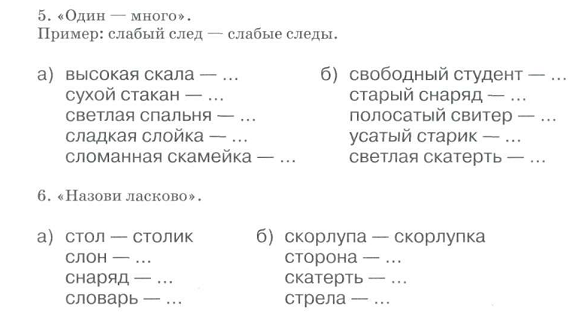 5. «Один — много».
Пример: слабый след — слабые следы.
а) высокая скала — ...
сухой стакан — ...
светлая спальня — ...
сладкая слойка — ...
сломанная скамейка — ...
б) свободный студент — ...
старый снаряд — ...
полосатый свитер — ...
усатый старик — ...
светлая скатерть — ...
6. «Назови ласково».
а) стол — столик
слон — ...
снаряд — ...
словарь — ...
б) скорлупа — скорлупка
сторона — ...
скатерть — ...
стрела — ...